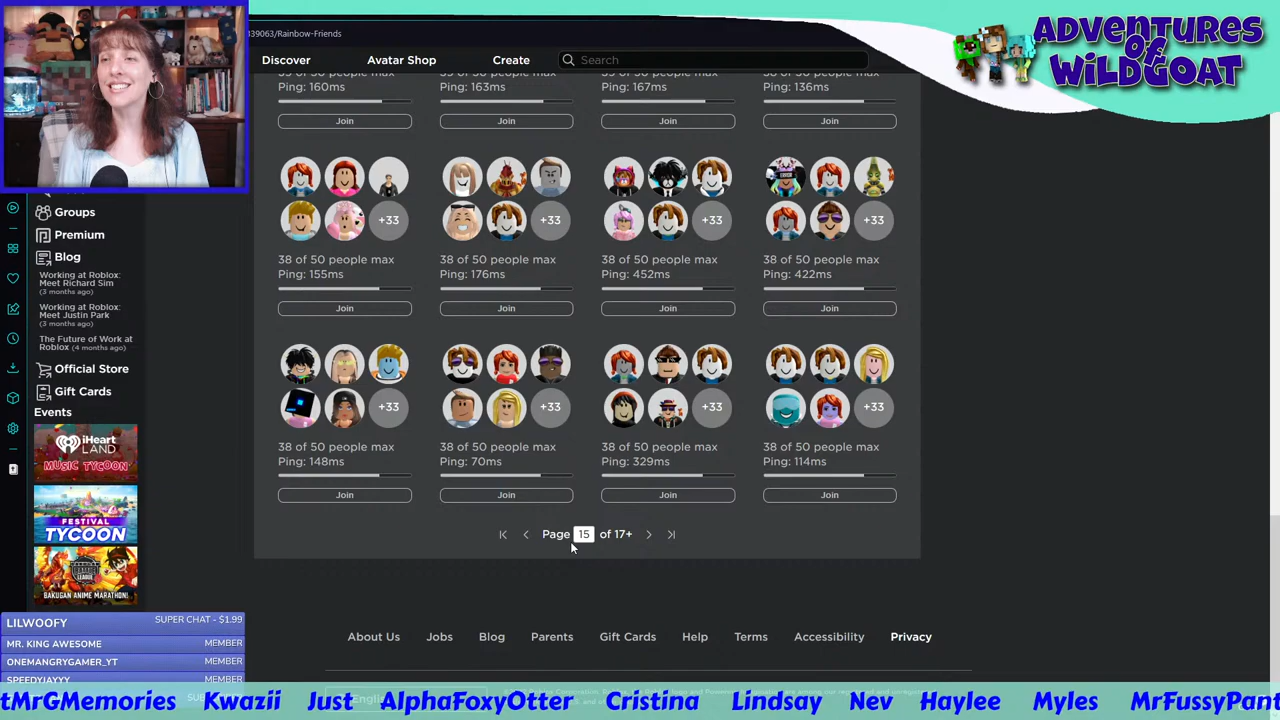 339063/Rainbow-Friends
ADVENTURES
OF
WILDGOAT
Discover
Avatar Shop
Create
Search
Ping: 160ms
Ping: 163ms
Ping: 167ms
Ping: 136ms
Join
Join
Join
Join
Groups
Premium
Blog
Working at Roblox:
Meet Richard Sim
(3 months ago)
Working at Roblox:
Meet Justin Park
(3 months ago)
The Future of Work at
Roblox (4 months ago)
Official Store
Gift Cards
Events
iHeart
LAND
MUSIC TYCOON
FESTIVAL
TYCOON
BAKUGAN ANIME MARATHON!
+33
+33
+33
+33
38 of 50 people max
38 of 50 people max
38 of 50 people max
38 of 50 people max
Ping: 155ms
Ping: 176ms
Ping: 452ms
Ping: 422ms
Join
Join
Join
Join
+33
+33
+33
+33
38 of 50 people max
38 of 50 people max
38 of 50 people max
38 of 50 people max
Ping: 148ms
Ping: 70ms
Ping: 329ms
Ping: 114ms
Join
Join
Join
Join
Page 15 of 17+
About Us
Jobs
Blog
Parents
Gift Cards
Help
Terms
Accessibility
Privacy
LILWOOFY
SUPER CHAT - $1.99
MR. KING AWESOME
MEMBER
ONEMANGRYGAMER_YT
MEMBER
SPEEDYJAYYY
MEMBER
tMrGMemories Kwazii Just AlphaFoxyOtter Cristina Lindsay Nev Haylee Myles MrFussyPant